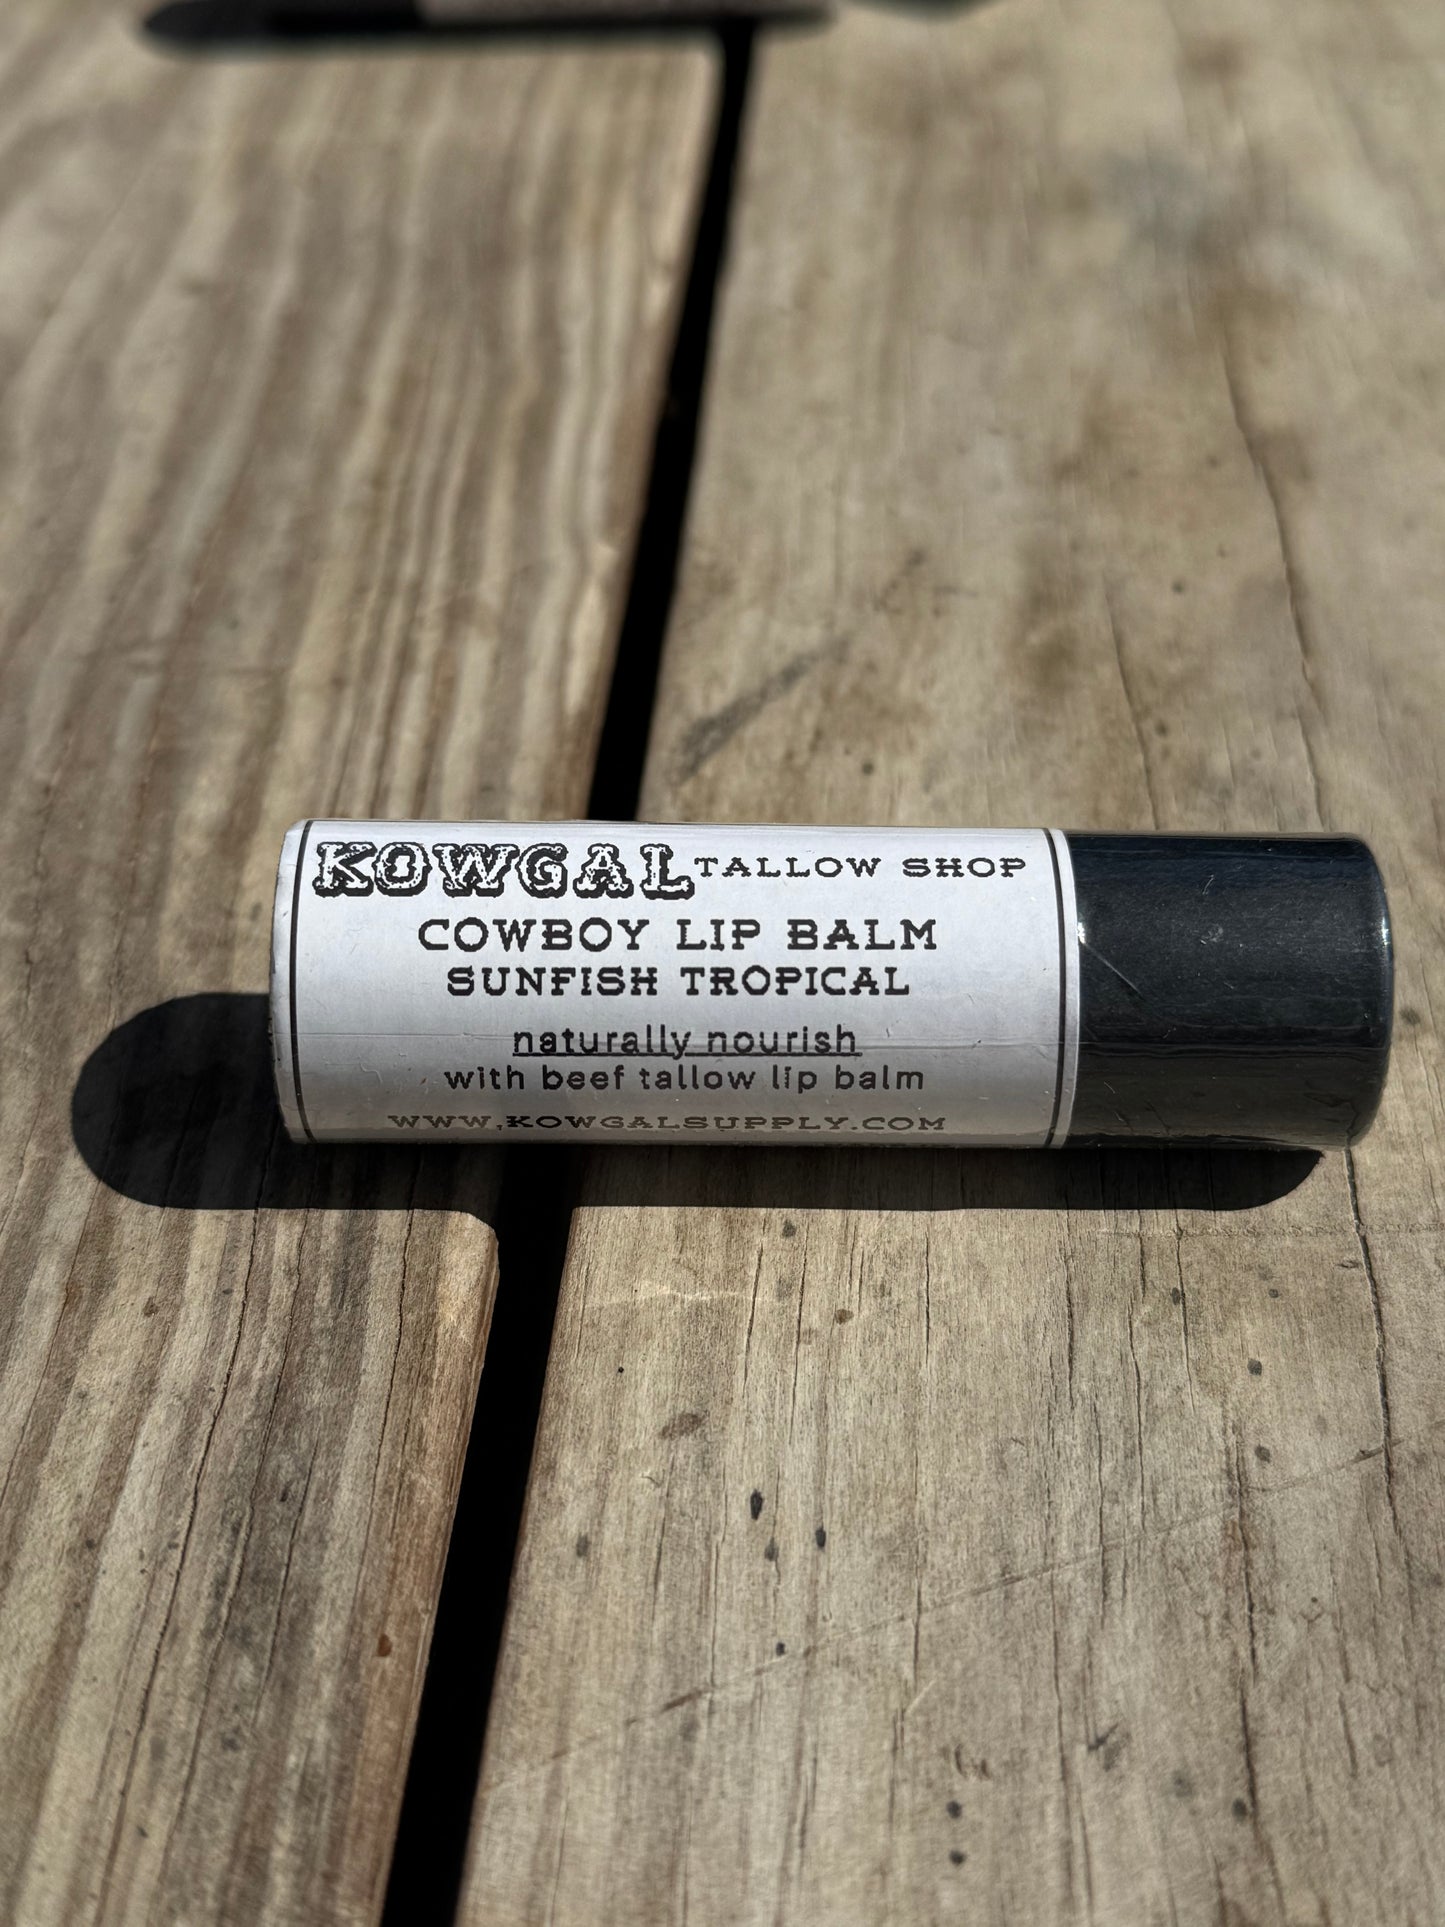 KOWGAL TALLOW SHOP
COWBOY LIP BALM
SUNFISH TROPICAL
naturally nourish
with beef tallow lip balm
WWW.KOWGALSUPPLY.COM